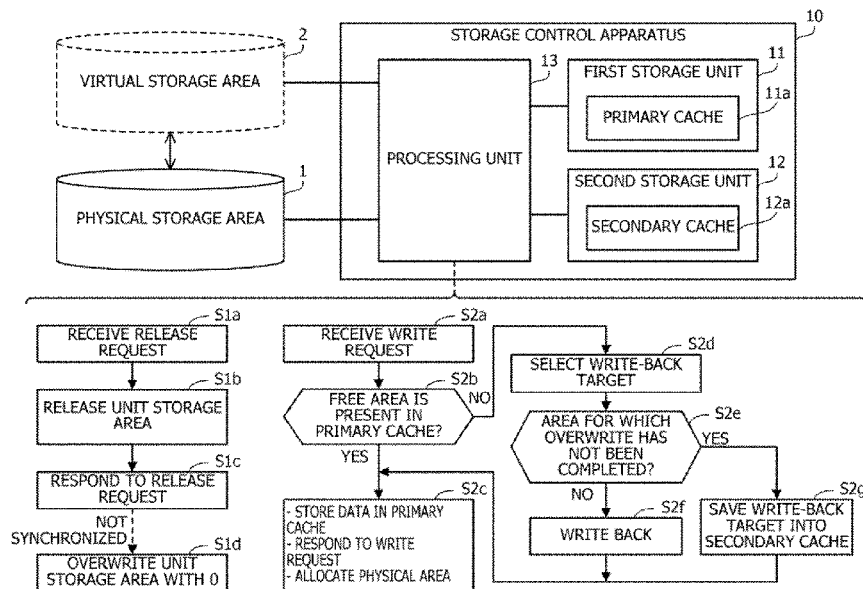 2
VIRTUAL STORAGE AREA
1
PHYSICAL STORAGE AREA
10
STORAGE CONTROL APPARATUS
13
PROCESSING UNIT
11
FIRST STORAGE UNIT
11a
PRIMARY CACHE
12
SECOND STORAGE UNIT
12a
SECONDARY CACHE
S1a
RECEIVE RELEASE
REQUEST
S1b
RELEASE UNIT STORAGE
AREA
S1c
RESPOND TO RELEASE
REQUEST
NOT
SYNCHRONIZED
S1d
OVERWRITE UNIT
STORAGE AREA WITH 0
S2a
RECEIVE WRITE
REQUEST
S2b
FREE AREA IS
PRESENT IN
PRIMARY CACHE?
NO
YES
S2c
- STORE DATA IN PRIMARY
CACHE
- RESPOND TO WRITE
REQUEST
- ALLOCATE PHYSICAL AREA
S2d
SELECT WRITE-BACK
TARGET
S2e
AREA FOR WHICH
OVERWRITE HAS
NOT BEEN
COMPLETED?
YES
NO
S2f
WRITE BACK
S2g
SAVE WRITE-BACK
TARGET INTO
SECONDARY CACHE